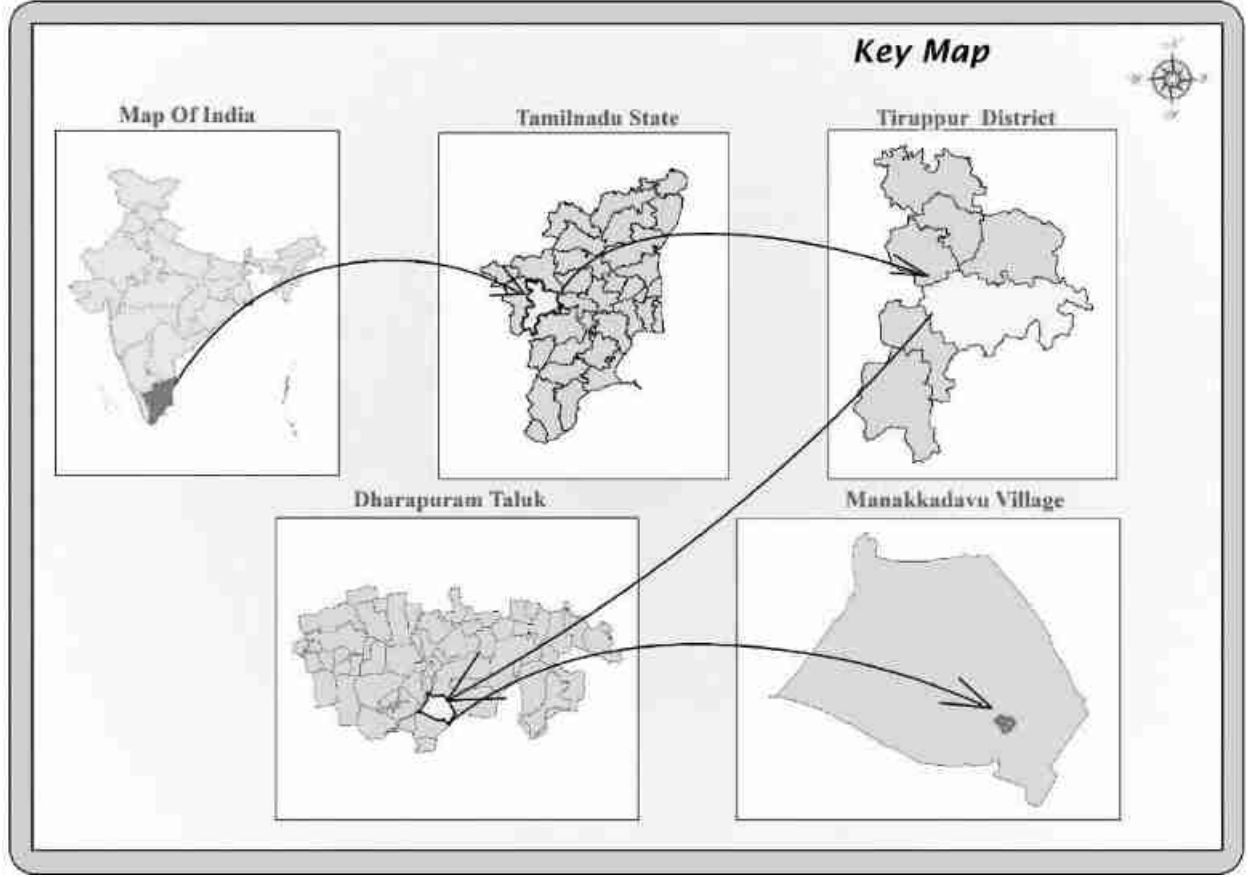 Key Map
Map Of India
Tamilnadu State
Tiruppur District
Dharapuram Taluk
Manakkadavu Village